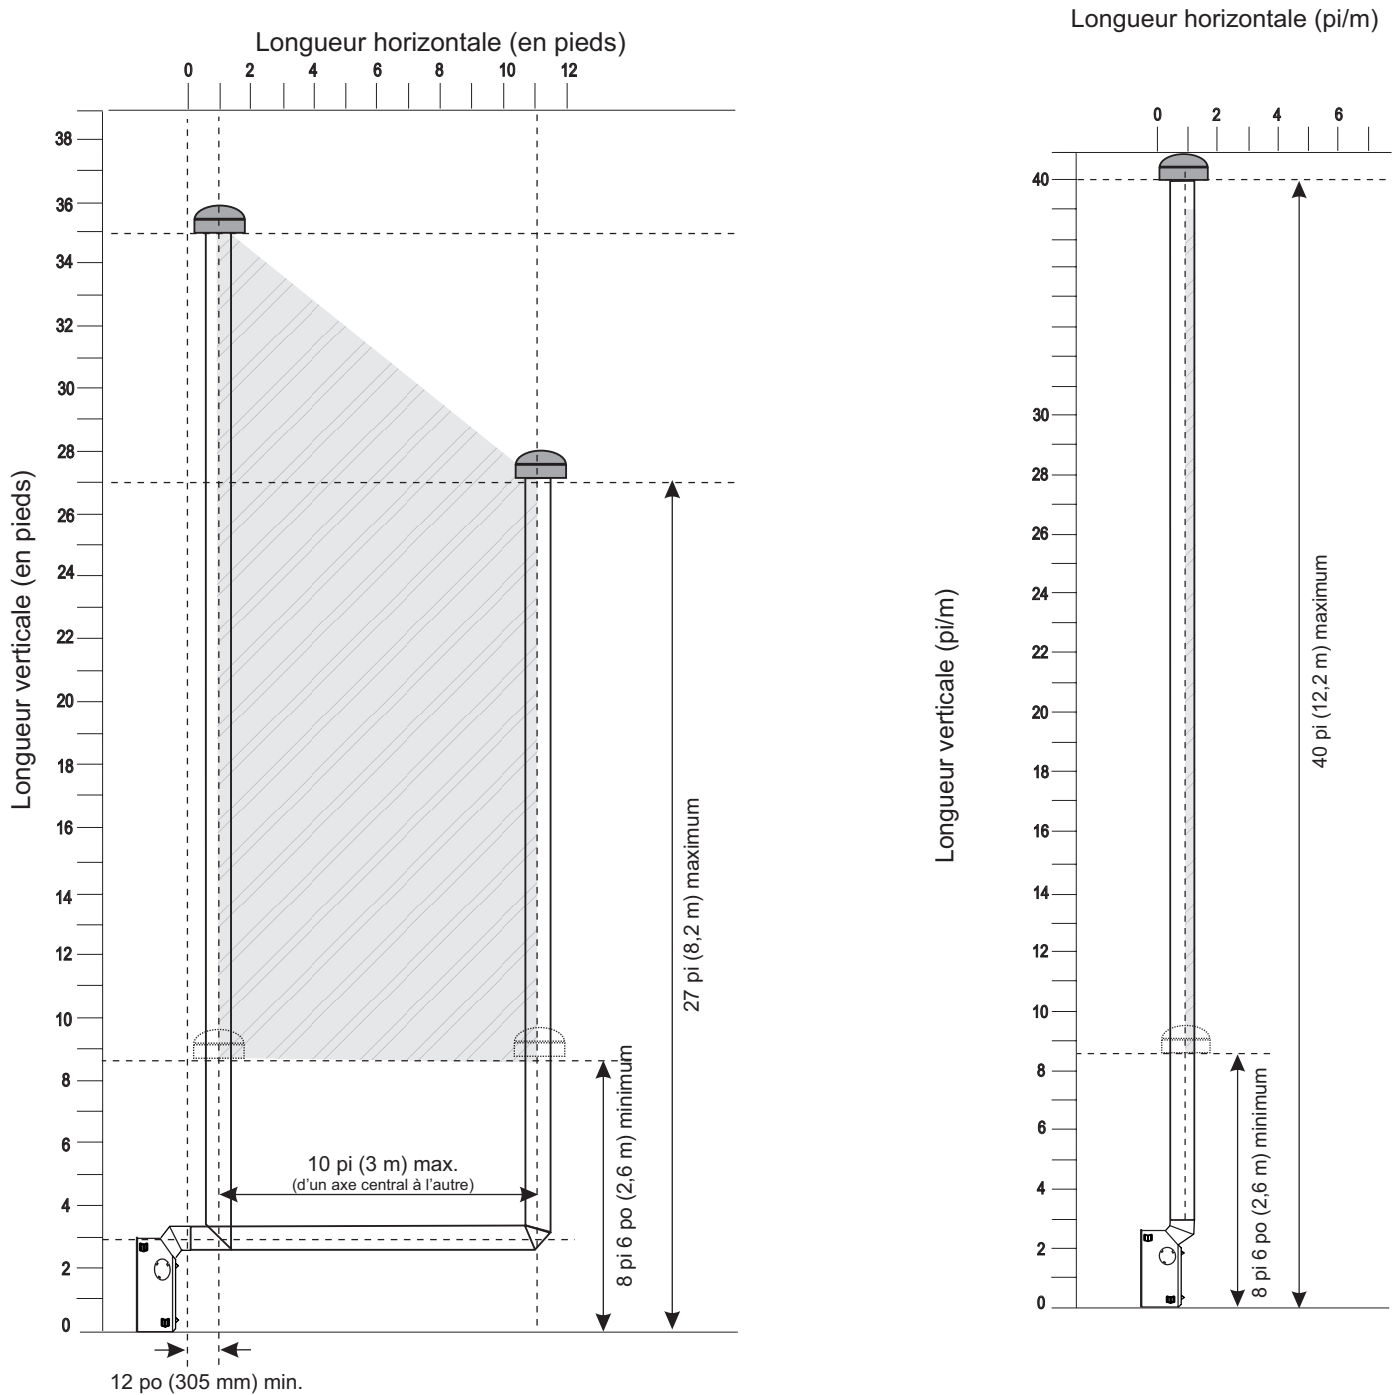 Longueur horizontale (en pieds)
0 2 4 6 8 10 12
Longueur verticale (en pieds)
38
36
34
32
30
28
26
24
22
20
18
16
14
12
10
8
6
4
2
0
27 pi (8,2 m) maximum
8 pi 6 po (2,6 m) minimum
10 pi (3 m) max.
(d'un axe central à l'autre)
12 po (305 mm) min.
Longueur horizontale (pi/m)
0 2 4 6
Longueur verticale (pi/m)
40
30
28
26
24
22
20
18
16
14
12
10
8
6
4
2
0
40 pi (12,2 m) maximum
8 pi 6 po (2,6 m) minimum